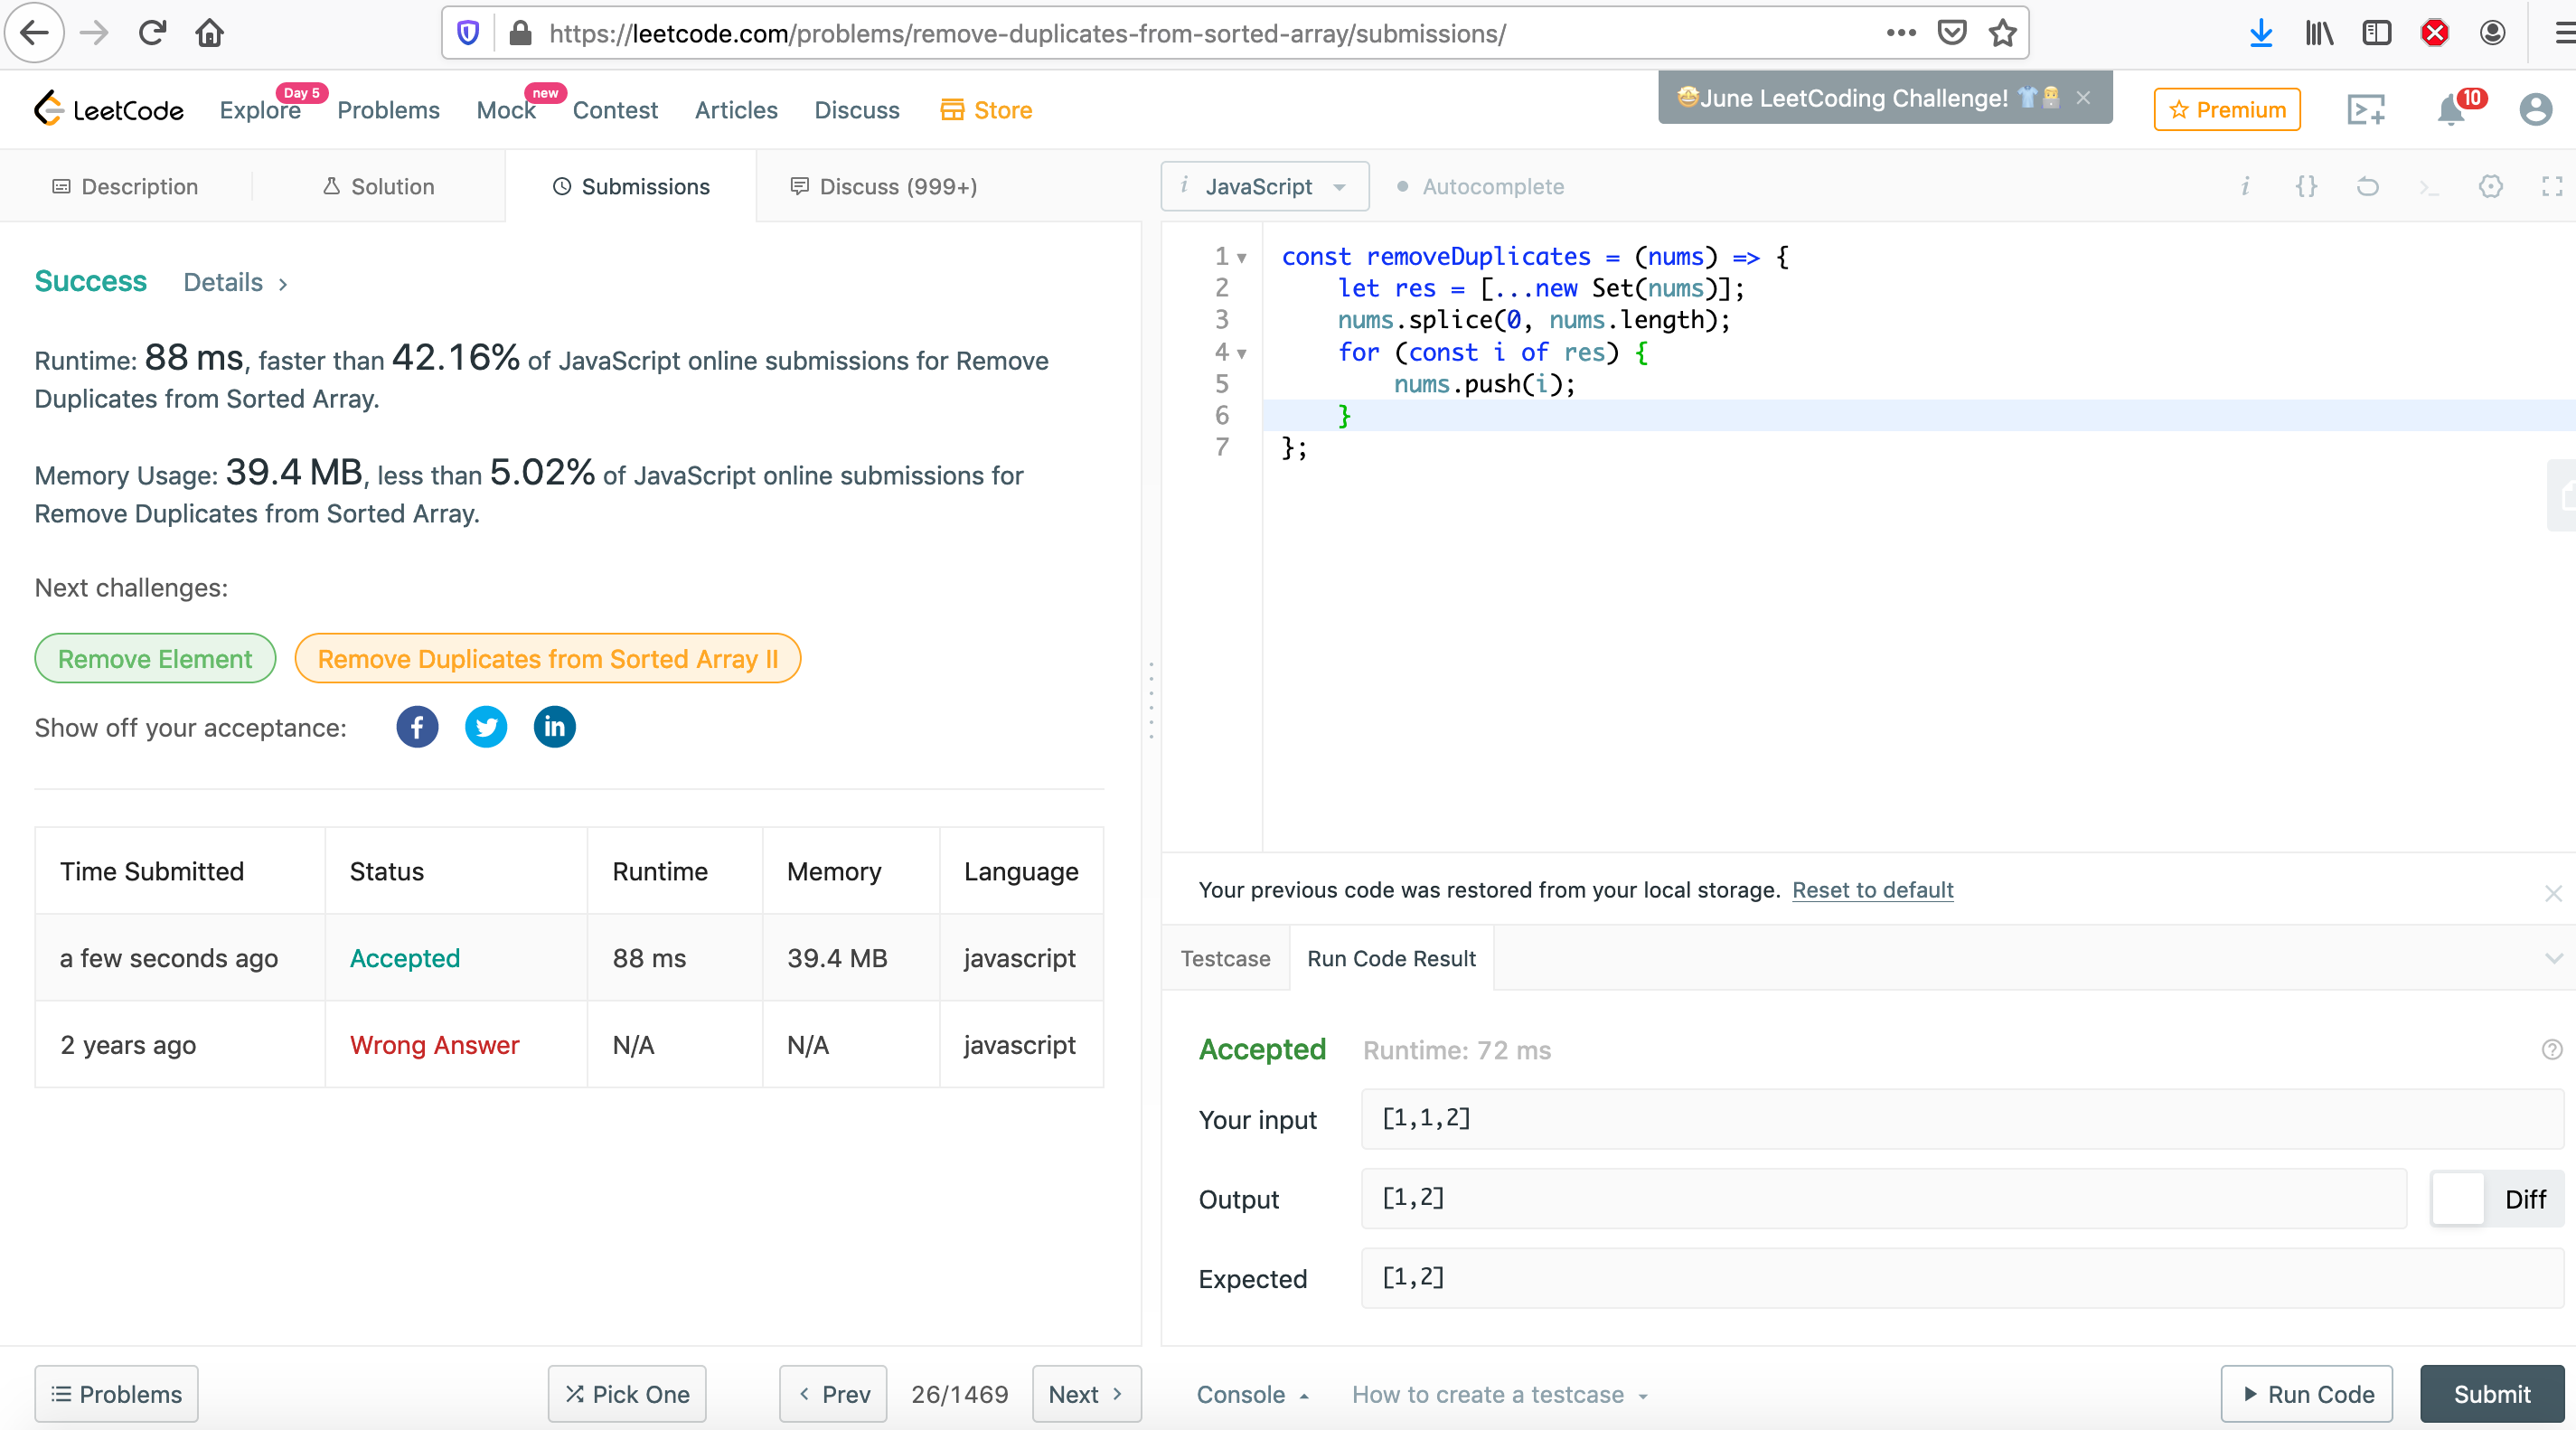 https://leetcode.com/problems/remove-duplicates-from-sorted-array/submissions/
LeetCode
Explore
Day 5
Problems
Mock
new
Contest
Articles
Discuss
Store
🤩June LeetCoding Challenge!
Premium
10
Description
Solution
Submissions
Discuss (999+)
i JavaScript
Autocomplete
i {} >_
Success Details >
Runtime: 88 ms, faster than 42.16% of JavaScript online submissions for Remove
Duplicates from Sorted Array.
Memory Usage: 39.4 MB, less than 5.02% of JavaScript online submissions for
Remove Duplicates from Sorted Array.
Next challenges:
Remove Element
Remove Duplicates from Sorted Array II
Show off your acceptance:
f in
Time Submitted Status Runtime Memory Language
a few seconds ago Accepted 88 ms 39.4 MB javascript
2 years ago Wrong Answer N/A N/A javascript
1 const removeDuplicates = (nums) => {
2 let res = [...new Set(nums)];
3 nums.splice(0, nums.length);
4 for (const i of res) {
5 nums.push(i);
6 }
7 };
Your previous code was restored from your local storage. Reset to default
Testcase Run Code Result
Accepted Runtime: 72 ms
Your input [1,1,2]
Output [1,2] Diff
Expected [1,2]
Problems
Pick One
Prev
26/1469
Next
Console
How to create a testcase
Run Code
Submit